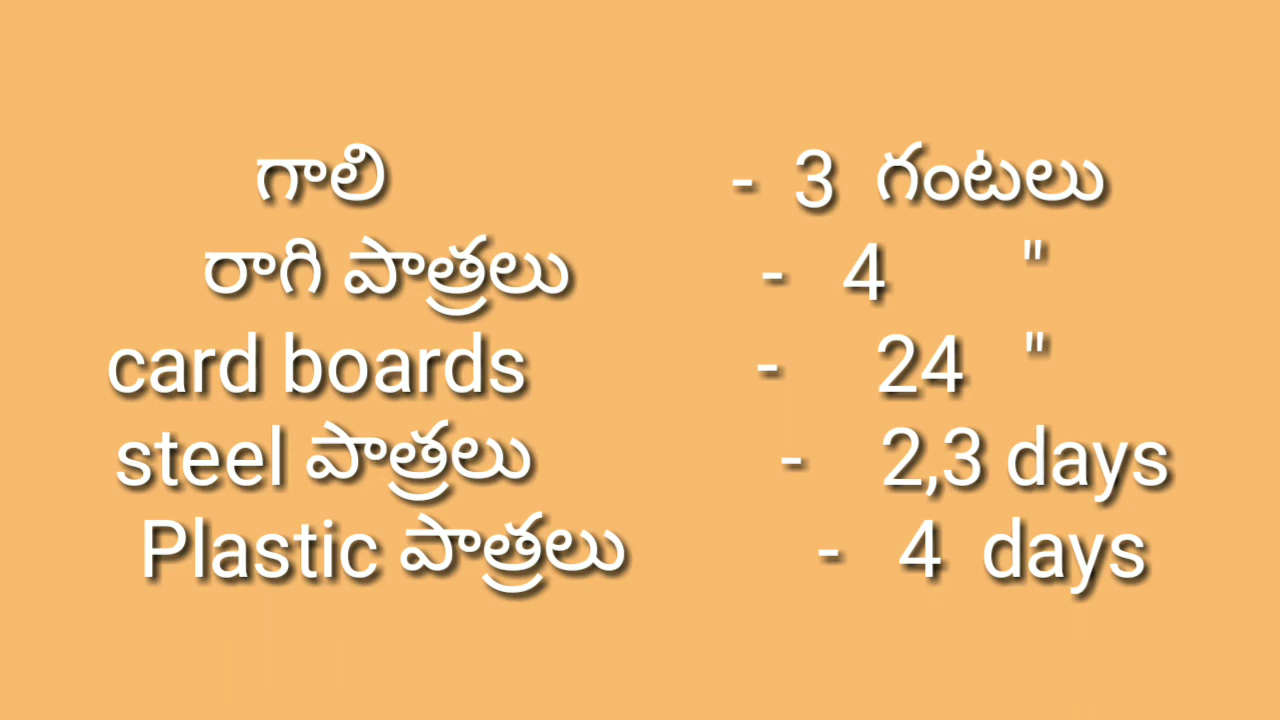 గాలి - 3 గంటలు
రాగి పాత్రలు - 4 "
card boards - 24 "
steel పాత్రలు - 2,3 days
Plastic పాత్రలు - 4 days